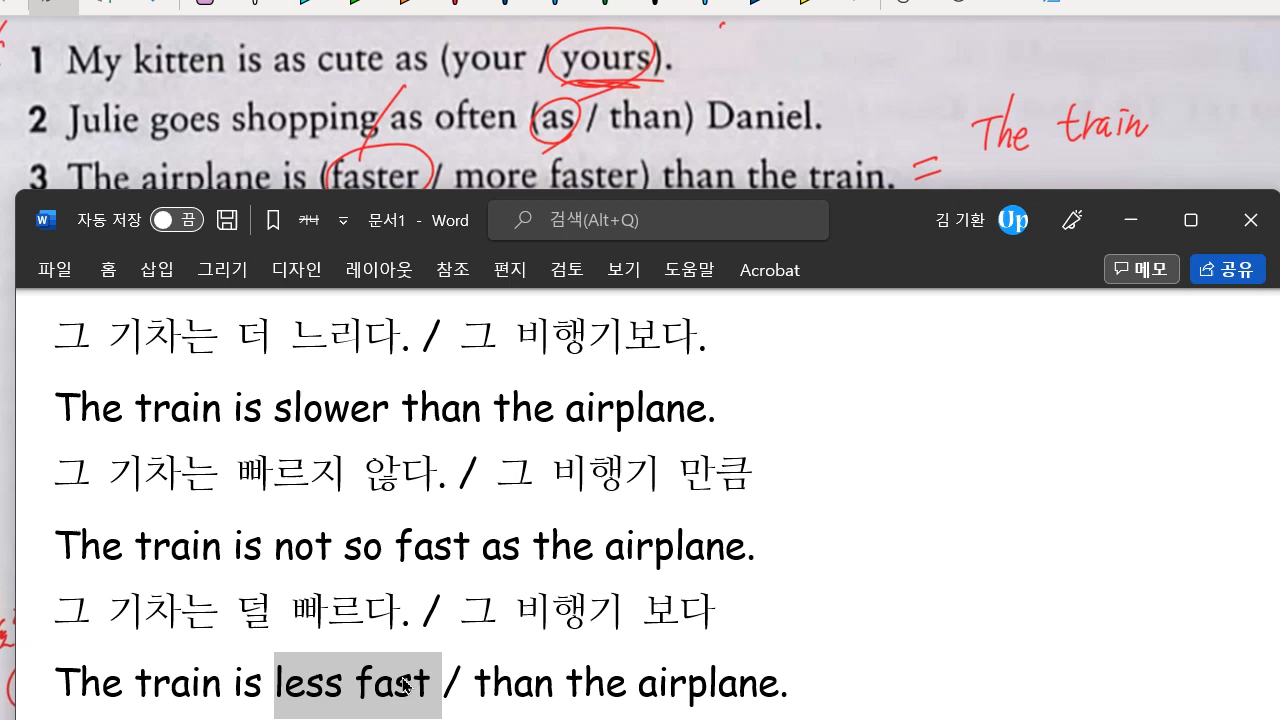 1 My kitten is as cute as (your / yours).
2 Julie goes shopping as often (as / than) Daniel.
The train
3 The airplane is (faster / more faster) than the train. =
자동 저장 끔 가나 문서1 - Word 검색(Alt+Q) 김 기환 Up
파일 홈 삽입 그리기 디자인 레이아웃 참조 편지 검토 보기 도움말 Acrobat 메모 공유
그 기차는 더 느리다. / 그 비행기보다.
The train is slower than the airplane.
그 기차는 빠르지 않다. / 그 비행기 만큼
The train is not so fast as the airplane.
그 기차는 덜 빠르다. / 그 비행기 보다
The train is less fast / than the airplane.